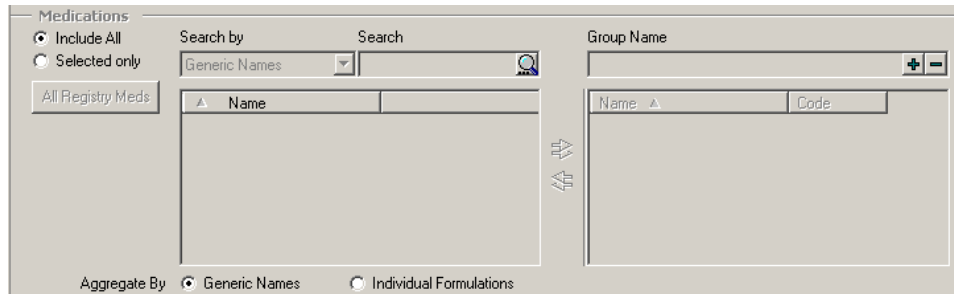 Medications
Include All
Selected only
All Registry Meds
Search by
Search
Generic Names
Group Name
Name
Name
Code
Aggregate By
Generic Names
Individual Formulations